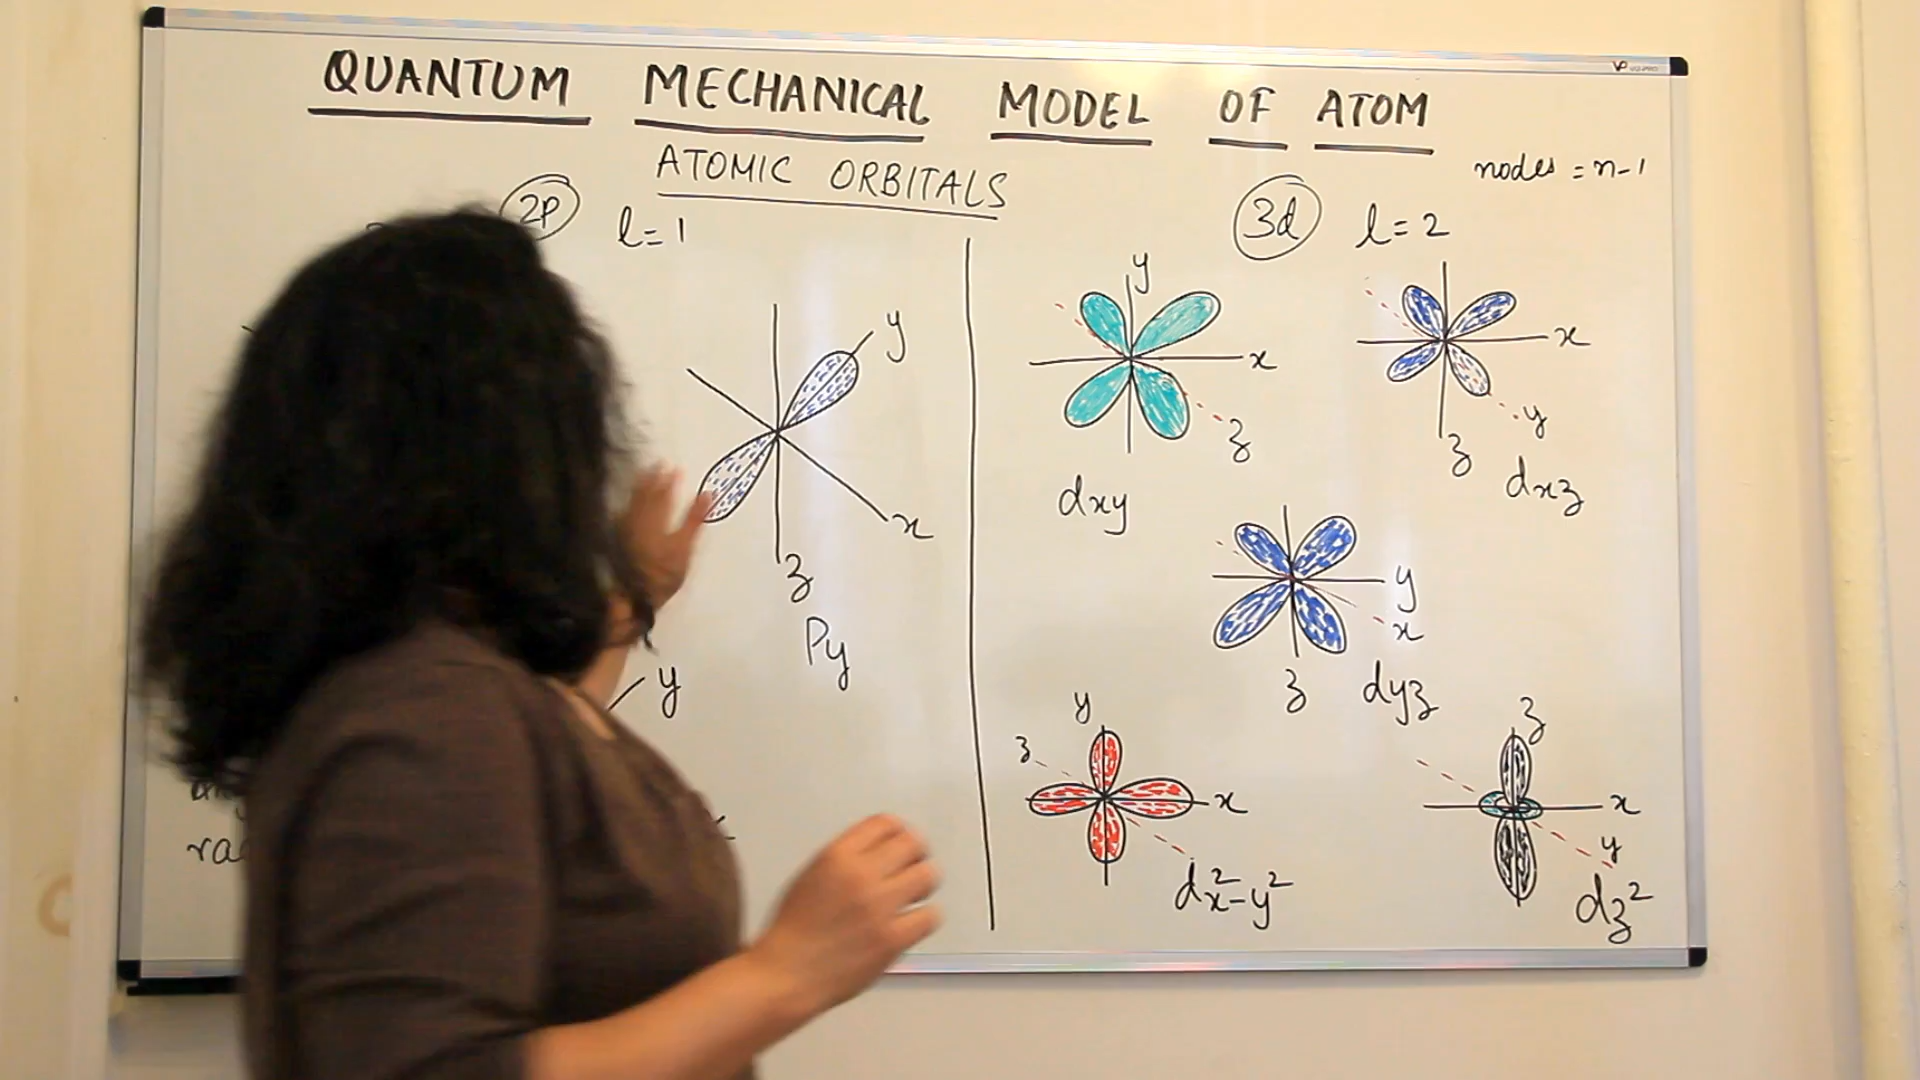 QUANTUM MECHANICAL MODEL OF ATOM
ATOMIC ORBITALS
nodes = n-1
2p l=1
y
x
z
Py
y
3d l=2
y
x
z
dxy
x
y
z
dxz
y
x
z
dyz
y
z
x
dx²-y²
z
x
y
dz²